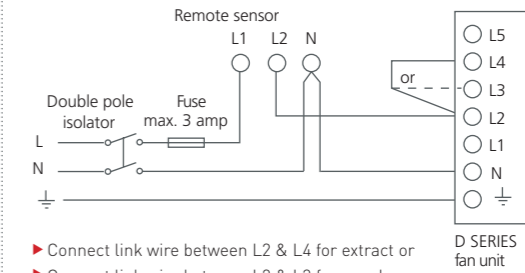 Remote sensor
L1 L2 N
L5
L4
or
L3
Double pole
isolator
Fuse
max. 3 amp
L2
L
L1
N
N
D SERIES
fan unit
▶ Connect link wire between L2 & L4 for extract or